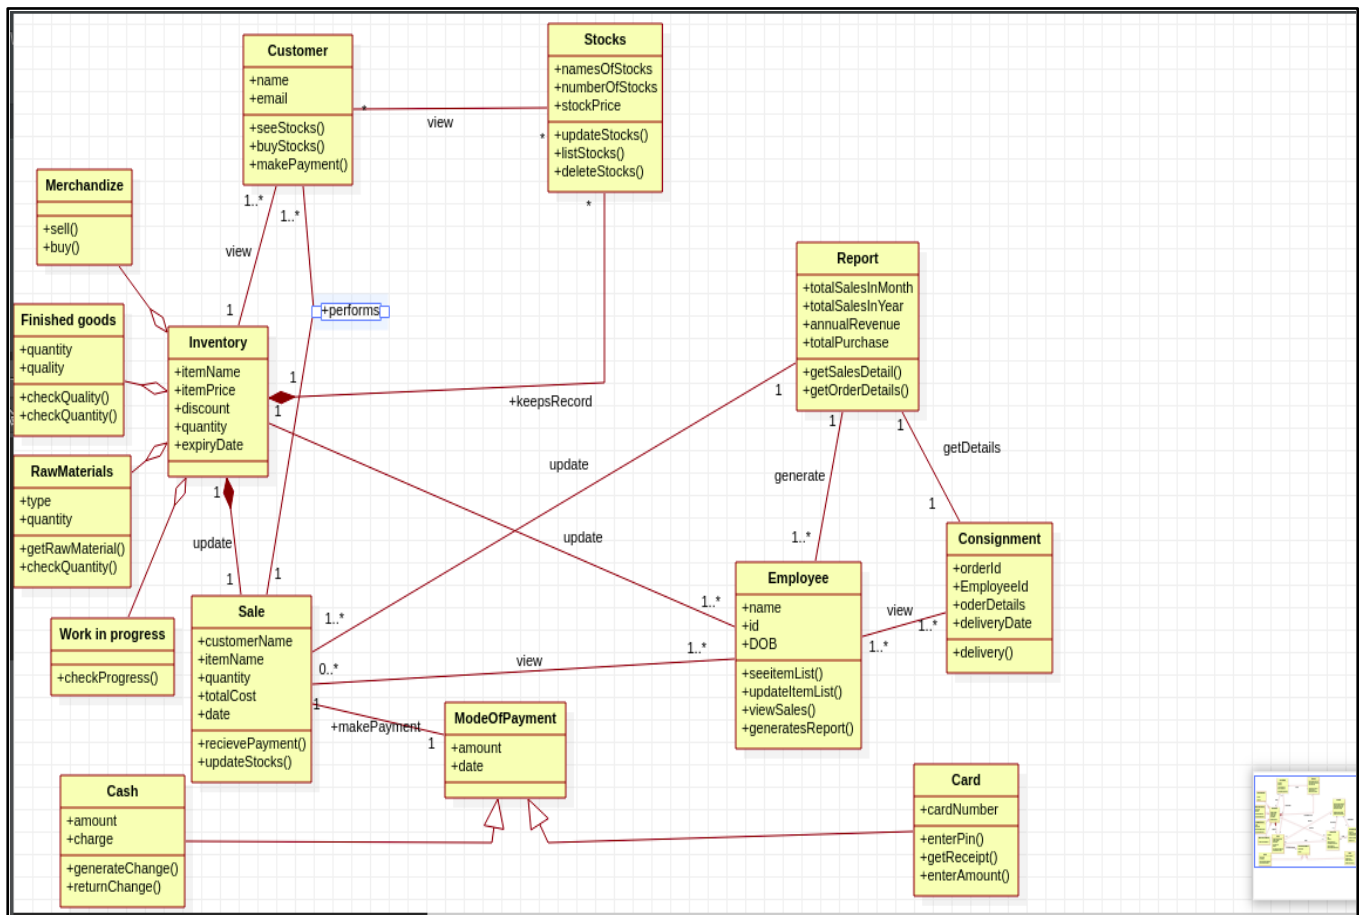 Customer
+name
+email
+seeStocks()
+buyStocks()
+makePayment()
Stocks
+namesOfStocks
+numberOfStocks
+stockPrice
+updateStocks()
+listStocks()
+deleteStocks()
*
view
*
*
Merchandize
+sell()
+buy()
1..*
1..*
view
1
+performs
Finished goods
+quantity
+quality
+checkQuality()
+checkQuantity()
Inventory
+itemName
+itemPrice
+discount
+quantity
+expiryDate
1
1
+keepsRecord
Report
+totalSalesInMonth
+totalSalesInYear
+annualRevenue
+totalPurchase
+getSalesDetail()
+getOrderDetails()
1
1
1
getDetails
generate
update
update
1
1..*
RawMaterials
+type
+quantity
+getRawMaterial()
+checkQuantity()
1
update
1
1
Consignment
+orderId
+EmployeeId
+oderDetails
+deliveryDate
+delivery()
Employee
+name
+id
+DOB
+seeitemList()
+updateItemList()
+viewSales()
+generatesReport()
view
1..*
1..*
1..*
1..*
Work in progress
+checkProgress()
Sale
+customerName
+itemName
+quantity
+totalCost
+date
+recievePayment()
+updateStocks()
1..*
0..*
view
1
+makePayment
1
ModeOfPayment
+amount
+date
Cash
+amount
+charge
+generateChange()
+returnChange()
Card
+cardNumber
+enterPin()
+getReceipt()
+enterAmount()